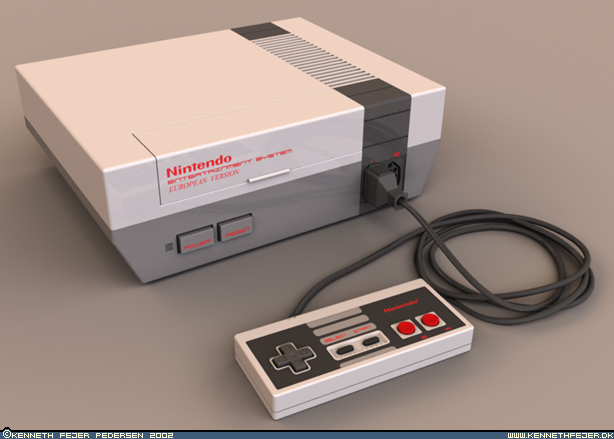 Nintendo
ENTERTAINMENT SYSTEM
EUROPEAN VERSION
POWER
RESET
Nintendo
SELECT START
©KENNETH FEJER PEDERSEN 2002
WWW.KENNETHFEJER.DK